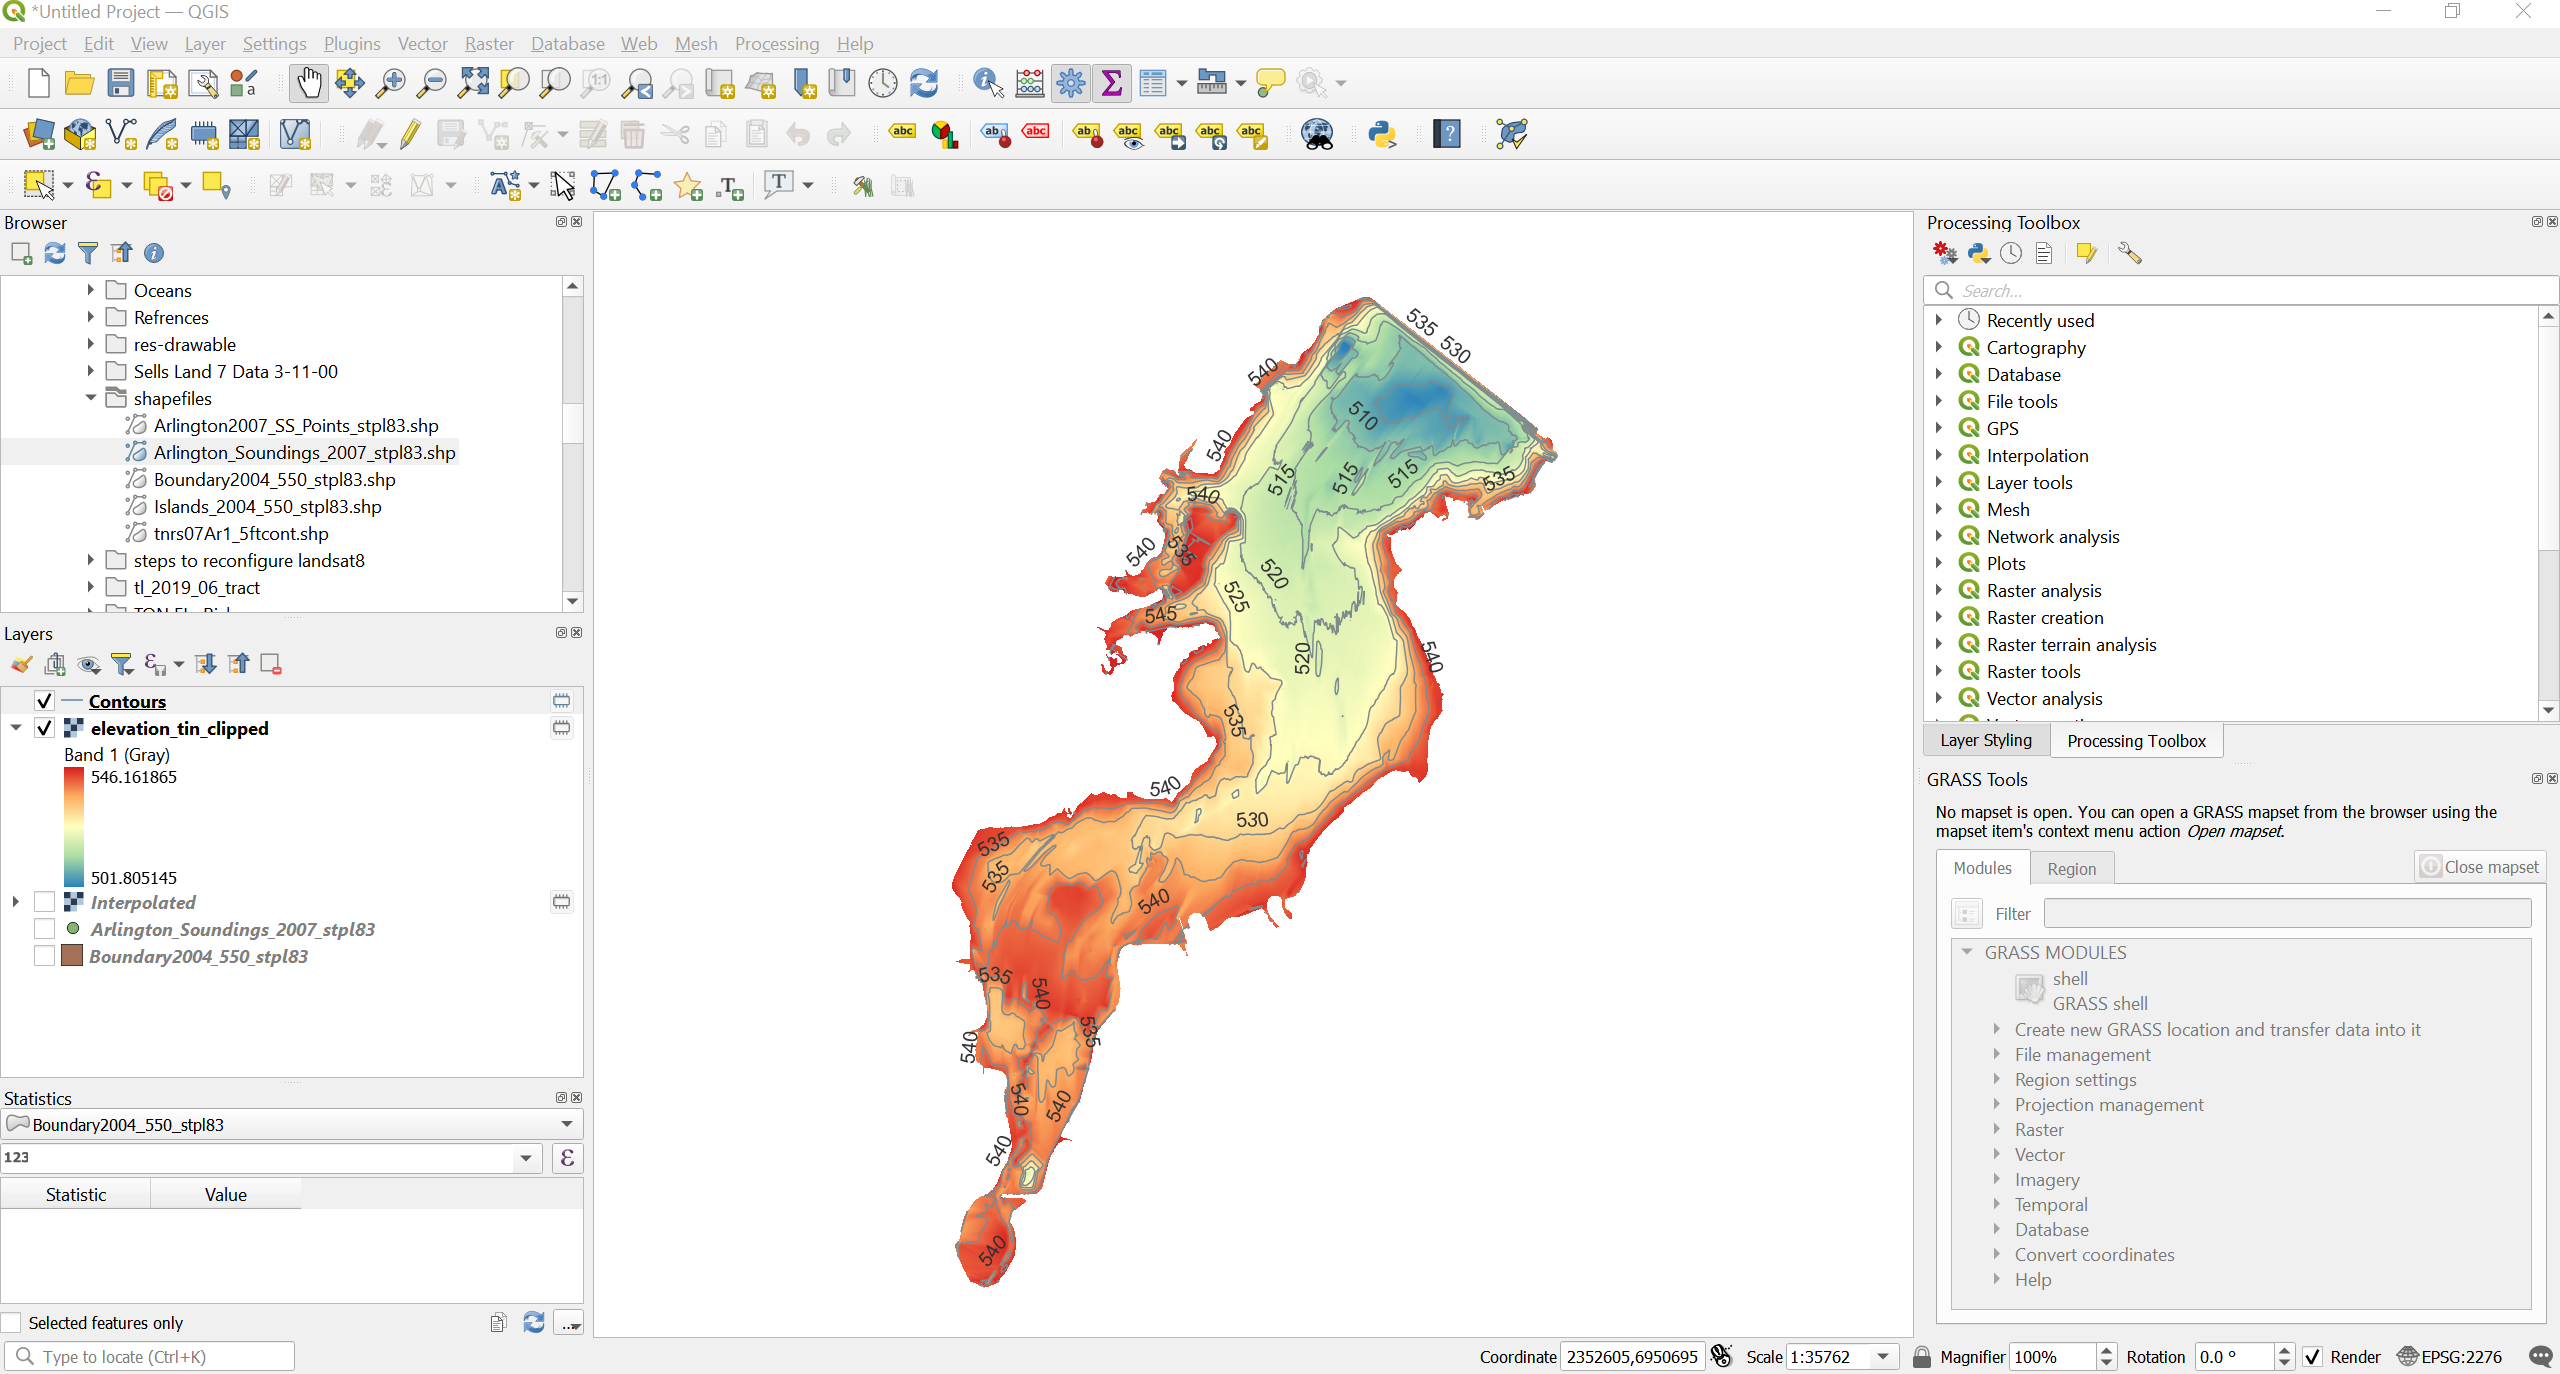 *Untitled Project — QGIS
Project Edit View Layer Settings Plugins Vector Raster Database Web Mesh Processing Help
Browser
Oceans
Refrences
res-drawable
Sells Land 7 Data 3-11-00
shapefiles
Arlington2007_SS_Points_stpl83.shp
Arlington_Soundings_2007_stpl83.shp
Boundary2004_550_stpl83.shp
Islands_2004_550_stpl83.shp
tnrs07Ar1_5ftcont.shp
steps to reconfigure landsat8
tl_2019_06_tract
Layers
Contours
elevation_tin_clipped
Band 1 (Gray)
546.161865
501.805145
Interpolated
Arlington_Soundings_2007_stpl83
Boundary2004_550_stpl83
Statistics
Boundary2004_550_stpl83
123
ε
Statistic Value
Selected features only
Type to locate (Ctrl+K)
535
530
540
510
540
515
515
515
535
540
540
535
520
525
545
520
540
535
540
530
535
535
540
535
540
535
540
540
540
540
540
Processing Toolbox
Search...
Recently used
Cartography
Database
File tools
GPS
Interpolation
Layer tools
Mesh
Network analysis
Plots
Raster analysis
Raster creation
Raster terrain analysis
Raster tools
Vector analysis
Layer Styling Processing Toolbox
GRASS Tools
No mapset is open. You can open a GRASS mapset from the browser using the
mapset item's context menu action Open mapset.
Modules Region Close mapset
Filter
GRASS MODULES
shell
GRASS shell
Create new GRASS location and transfer data into it
File management
Region settings
Projection management
Raster
Vector
Imagery
Temporal
Database
Convert coordinates
Help
Coordinate 2352605,6950695 Scale 1:35762 Magnifier 100% Rotation 0.0 ° Render EPSG:2276